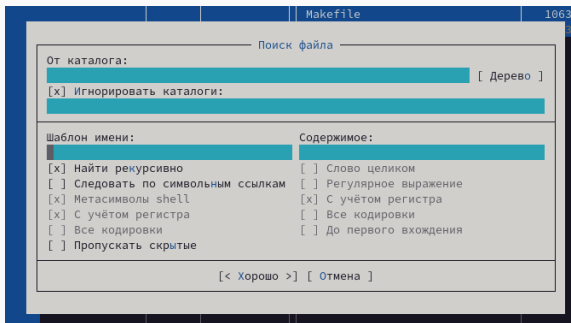 Makefile 1063
Поиск файла
От каталога:
[ Дерево ]
[x] Игнорировать каталоги:
Шаблон имени: Содержимое:
[x] Найти рекурсивно [ ] Слово целиком
[ ] Следовать по символьным ссылкам [ ] Регулярное выражение
[x] Метасимволы shell [x] С учётом регистра
[x] С учётом регистра [ ] Все кодировки
[ ] Все кодировки [ ] До первого вхождения
[ ] Пропускать скрытые
[< Хорошо >] [ Отмена ]